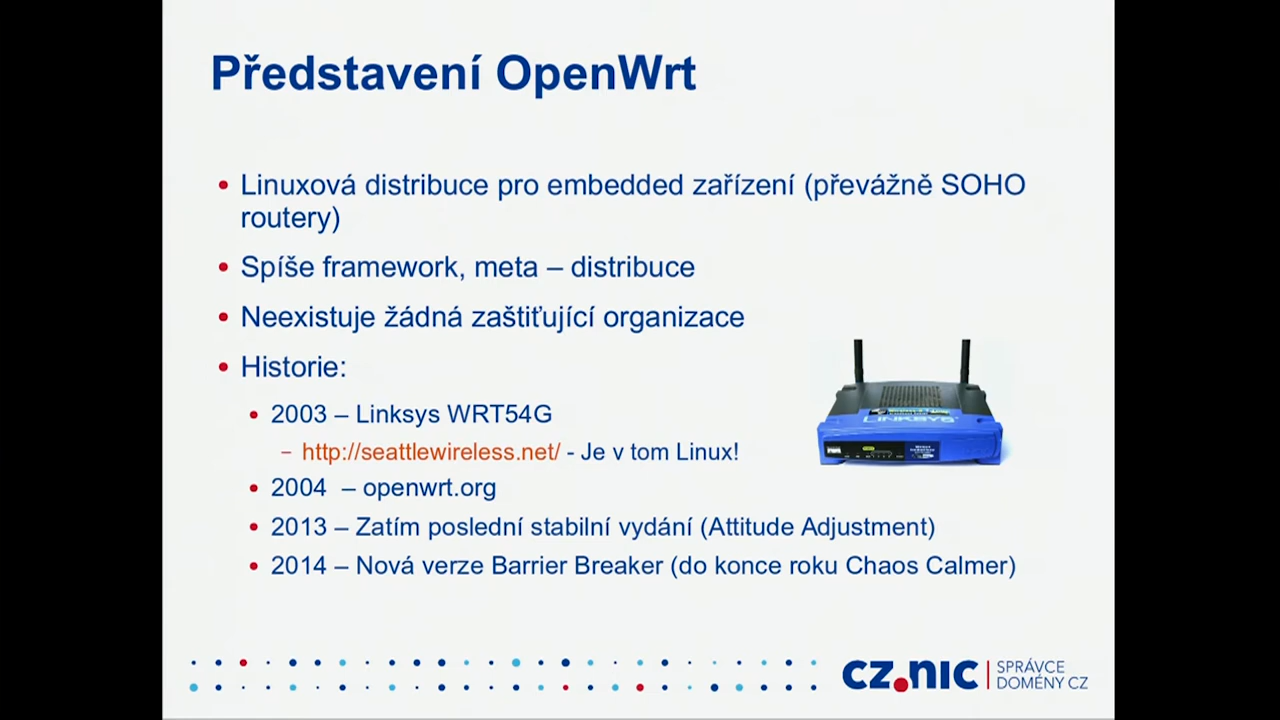 Představení OpenWrt
• Linuxová distribuce pro embedded zařízení (převážně SOHO
routery)
• Spíše framework, meta – distribuce
• Neexistuje žádná zaštiťující organizace
• Historie:
• 2003 – Linksys WRT54G
– http://seattlewireless.net/ - Je v tom Linux!
• 2004 – openwrt.org
• 2013 – Zatím poslední stabilní vydání (Attitude Adjustment)
• 2014 – Nová verze Barrier Breaker (do konce roku Chaos Calmer)
LINKSYS
CZ.NIC
SPRÁVCE
DOMÉNY CZ